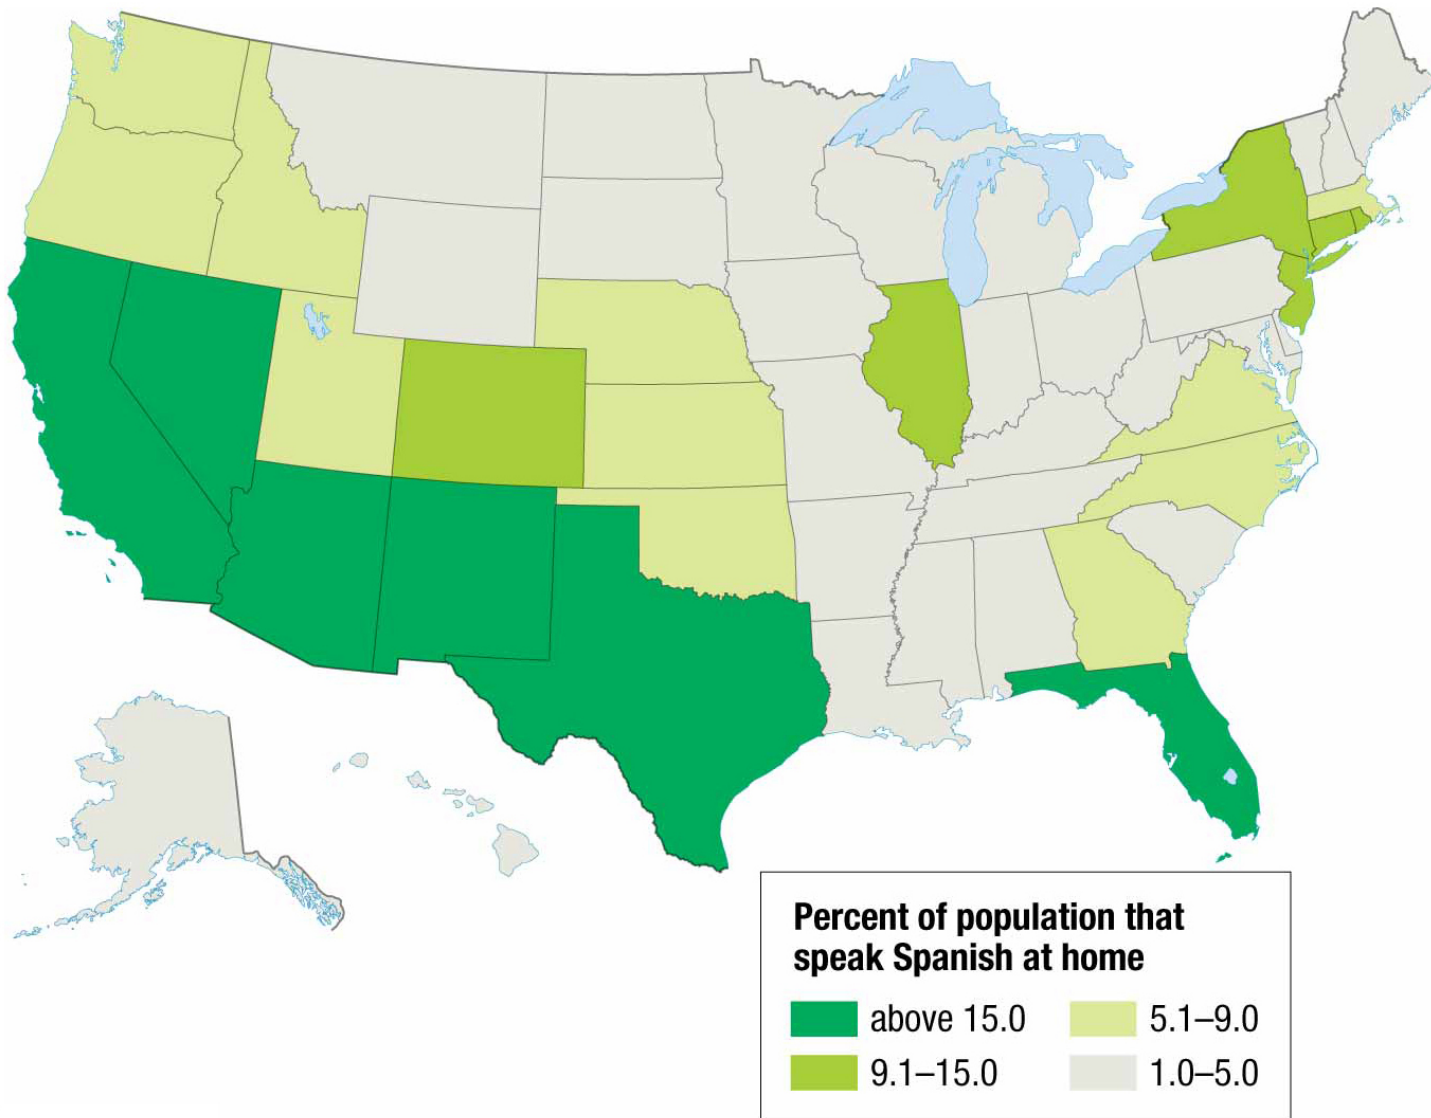 Percent of population that
speak Spanish at home
above 15.0
5.1–9.0
9.1–15.0
1.0–5.0